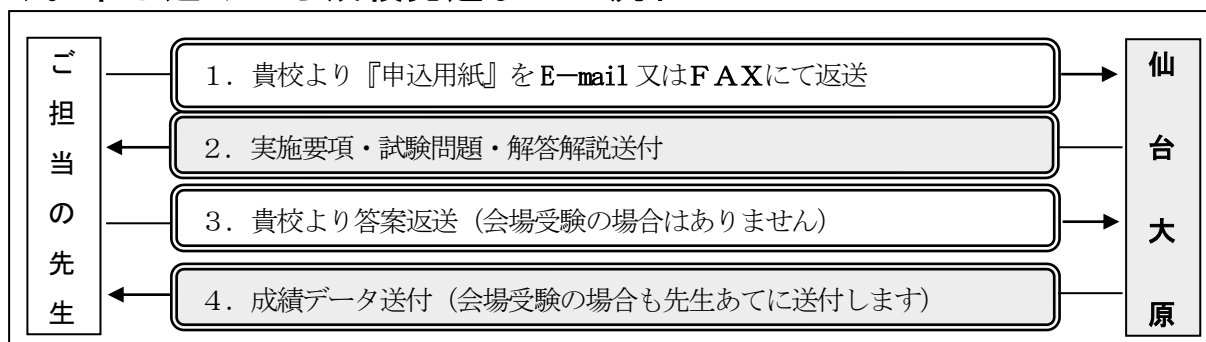 ご担当の先生
１．貴校より『申込用紙』をE－mail 又はＦＡＸにて返送
２．実施要項・試験問題・解答解説送付
３．貴校より答案返送（会場受験の場合はありません）
４．成績データ送付（会場受験の場合も先生あてに送付します）
仙台大原